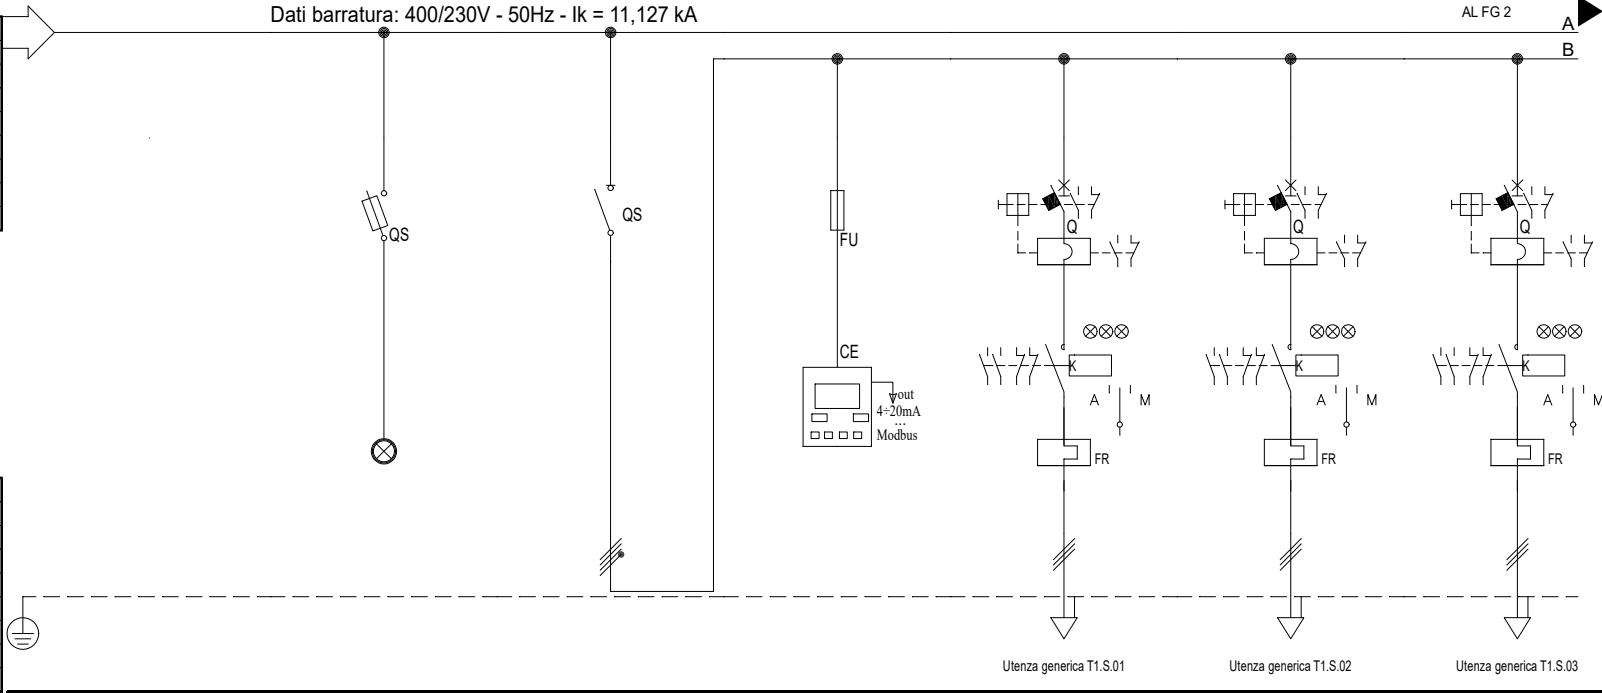 Dati barratura: 400/230V - 50Hz - Ik = 11,127 kA
AL FG 2
A
B
QS
QS
FU
Q
Q
Q
CE
K
K
K
out
4÷20mA
...
Modbus
A M
A M
A M
FR
FR
FR
Utenza generica T1.S.01
Utenza generica T1.S.02
Utenza generica T1.S.03